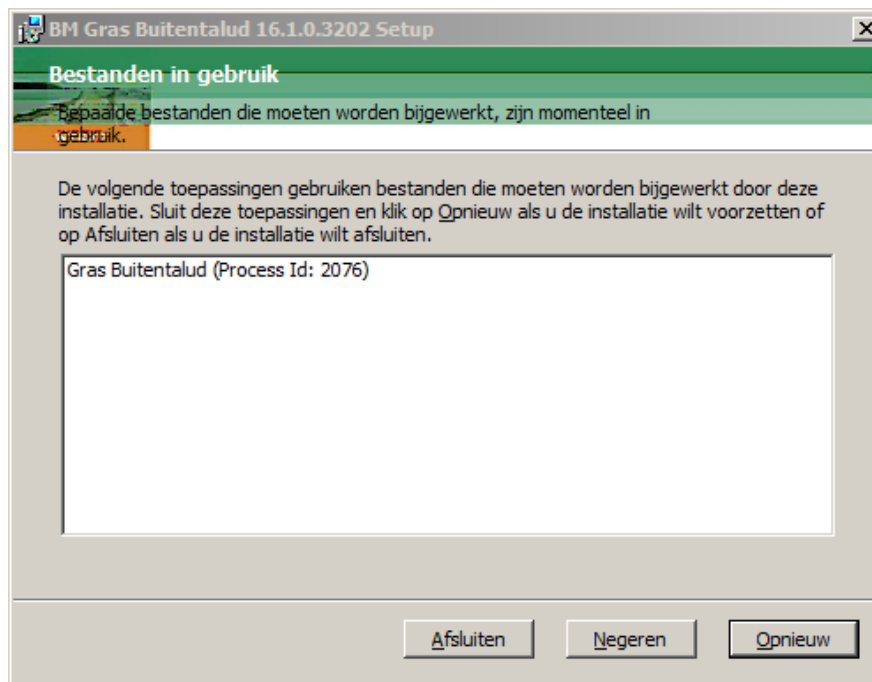 BM Gras Buitentalud 16.1.0.3202 Setup
Bestanden in gebruik
Bepaalde bestanden die moeten worden bijgewerkt, zijn momenteel in
gebruik.
De volgende toepassingen gebruiken bestanden die moeten worden bijgewerkt door deze
installatie. Sluit deze toepassingen en klik op Opnieuw als u de installatie wilt voorzetten of
op Afsluiten als u de installatie wilt afsluiten.
Gras Buitentalud (Process Id: 2076)
Afsluiten Negeren Opnieuw